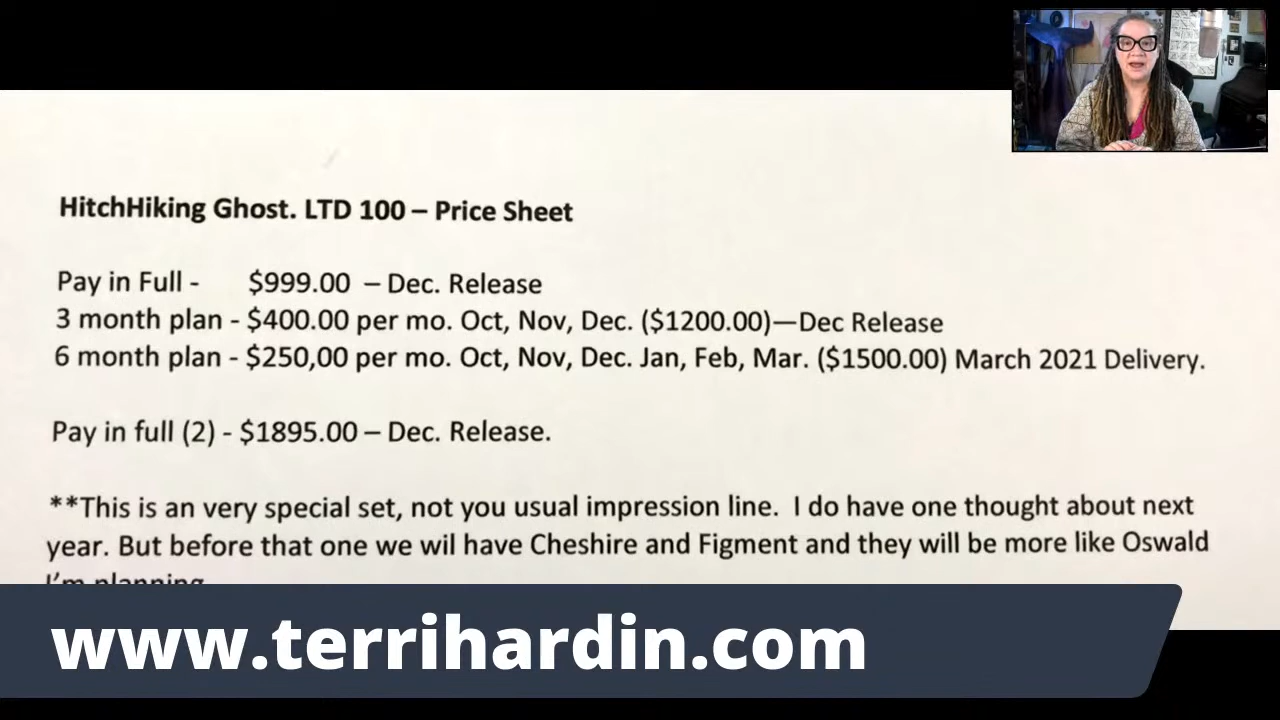 HitchHiking Ghost. LTD 100 – Price Sheet
Pay in Full - $999.00 – Dec. Release
3 month plan - $400.00 per mo. Oct, Nov, Dec. ($1200.00)—Dec Release
6 month plan - $250,00 per mo. Oct, Nov, Dec. Jan, Feb, Mar. ($1500.00) March 2021 Delivery.
Pay in full (2) - $1895.00 – Dec. Release.
**This is an very special set, not you usual impression line. I do have one thought about next
year. But before that one we wil have Cheshire and Figment and they will be more like Oswald
I'm planning
www.terrihardin.com